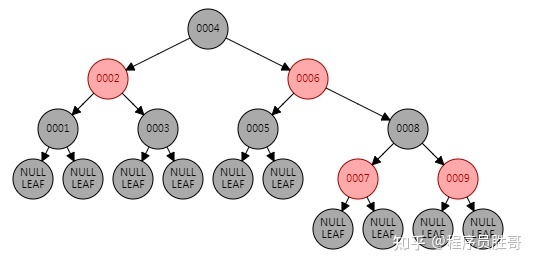 0004
0002
0006
0001
0003
0005
0008
NULL
LEAF
NULL
LEAF
NULL
LEAF
NULL
LEAF
NULL
LEAF
NULL
LEAF
0007
0009
NULL
LEAF
NULL
LEAF
NULL
LEAF
NULL
LEAF
知乎 @程序员胜哥